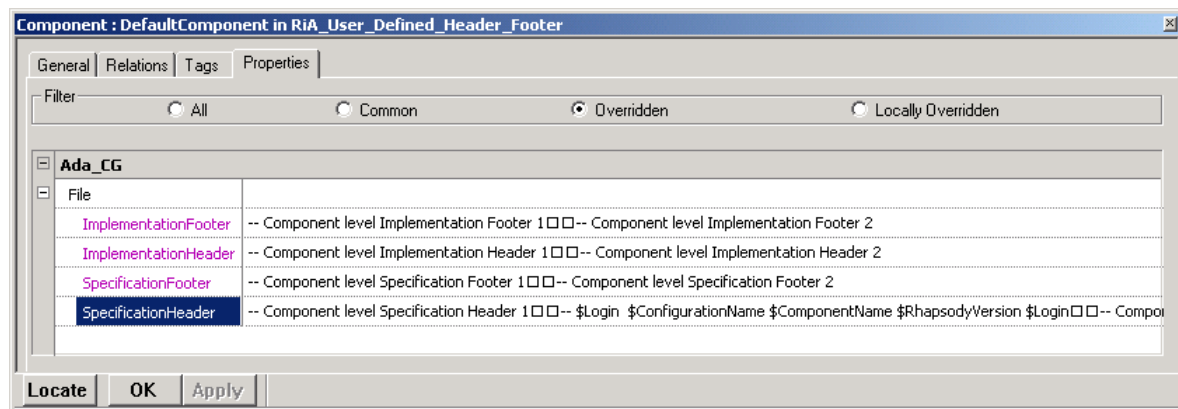 Component : DefaultComponent in RiA_User_Defined_Header_Footer
General Relations Tags Properties
Filter
All Common Overridden Locally Overridden
Ada_CG
File
ImplementationFooter -- Component level Implementation Footer 1□□-- Component level Implementation Footer 2
ImplementationHeader -- Component level Implementation Header 1□□-- Component level Implementation Header 2
SpecificationFooter -- Component level Specification Footer 1□□-- Component level Specification Footer 2
SpecificationHeader -- Component level Specification Header 1□□-- $Login $ConfigurationName $ComponentName $RhapsodyVersion $Login□□-- Compo
Locate OK Apply